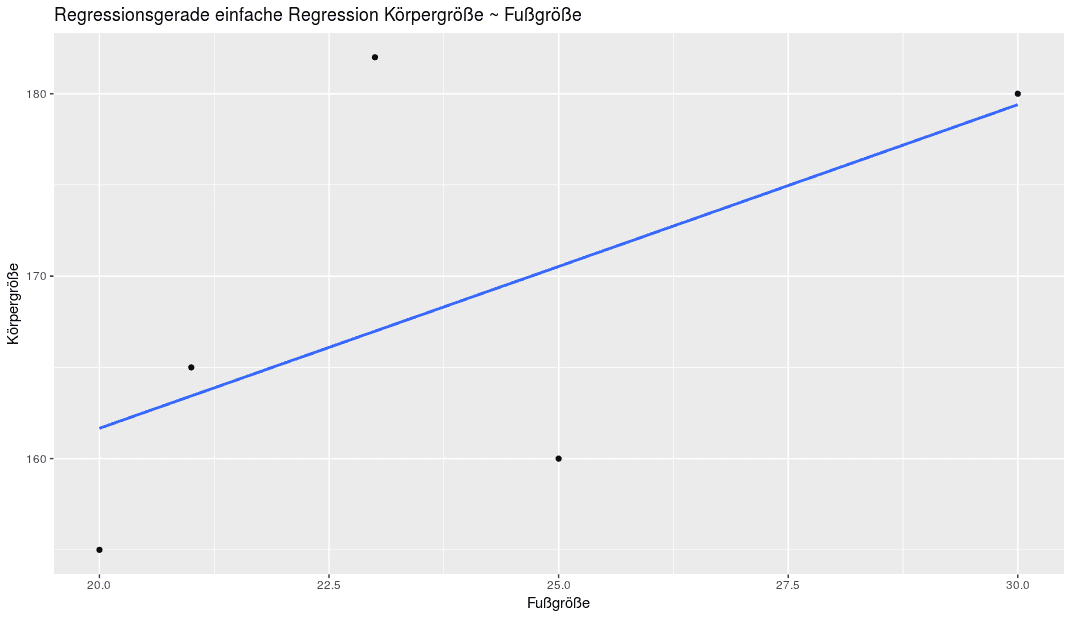 Regressionsgerade einfache Regression Körpergröße ~ Fußgröße
180
170
160
Körpergröße
20.0 22.5 25.0 27.5 30.0
Fußgröße